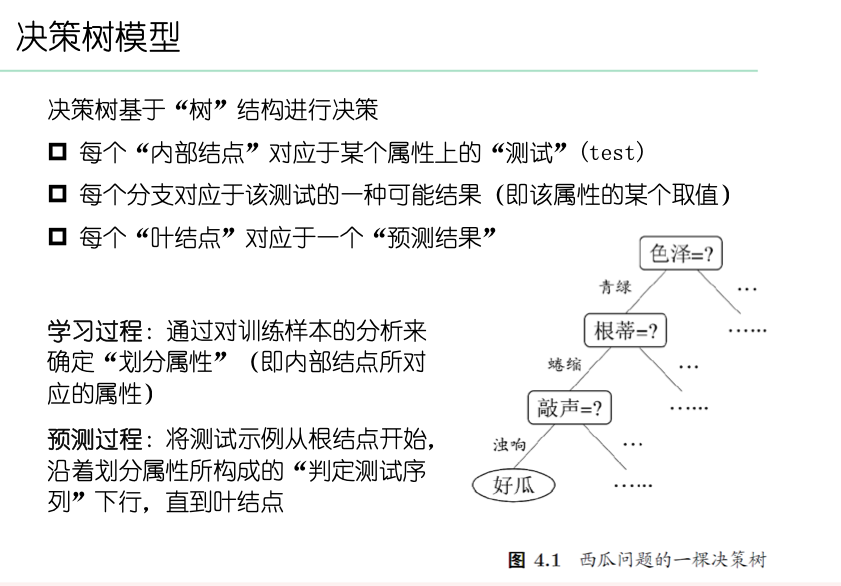 决策树模型
决策树基于“树”结构进行决策
每个“内部结点”对应于某个属性上的“测试”(test)
每个分支对应于该测试的一种可能结果（即该属性的某个取值）
每个“叶结点”对应于一个“预测结果”
学习过程：通过对训练样本的分析来
确定“划分属性”（即内部结点所对
应的属性）
预测过程：将测试示例从根结点开始，
沿着划分属性所构成的“判定测试序
列”下行，直到叶结点
色泽=?
青绿
…
……
根蒂=?
蜷缩
…
……
敲声=?
浊响
…
……
好瓜
图 4.1 西瓜问题的一棵决策树